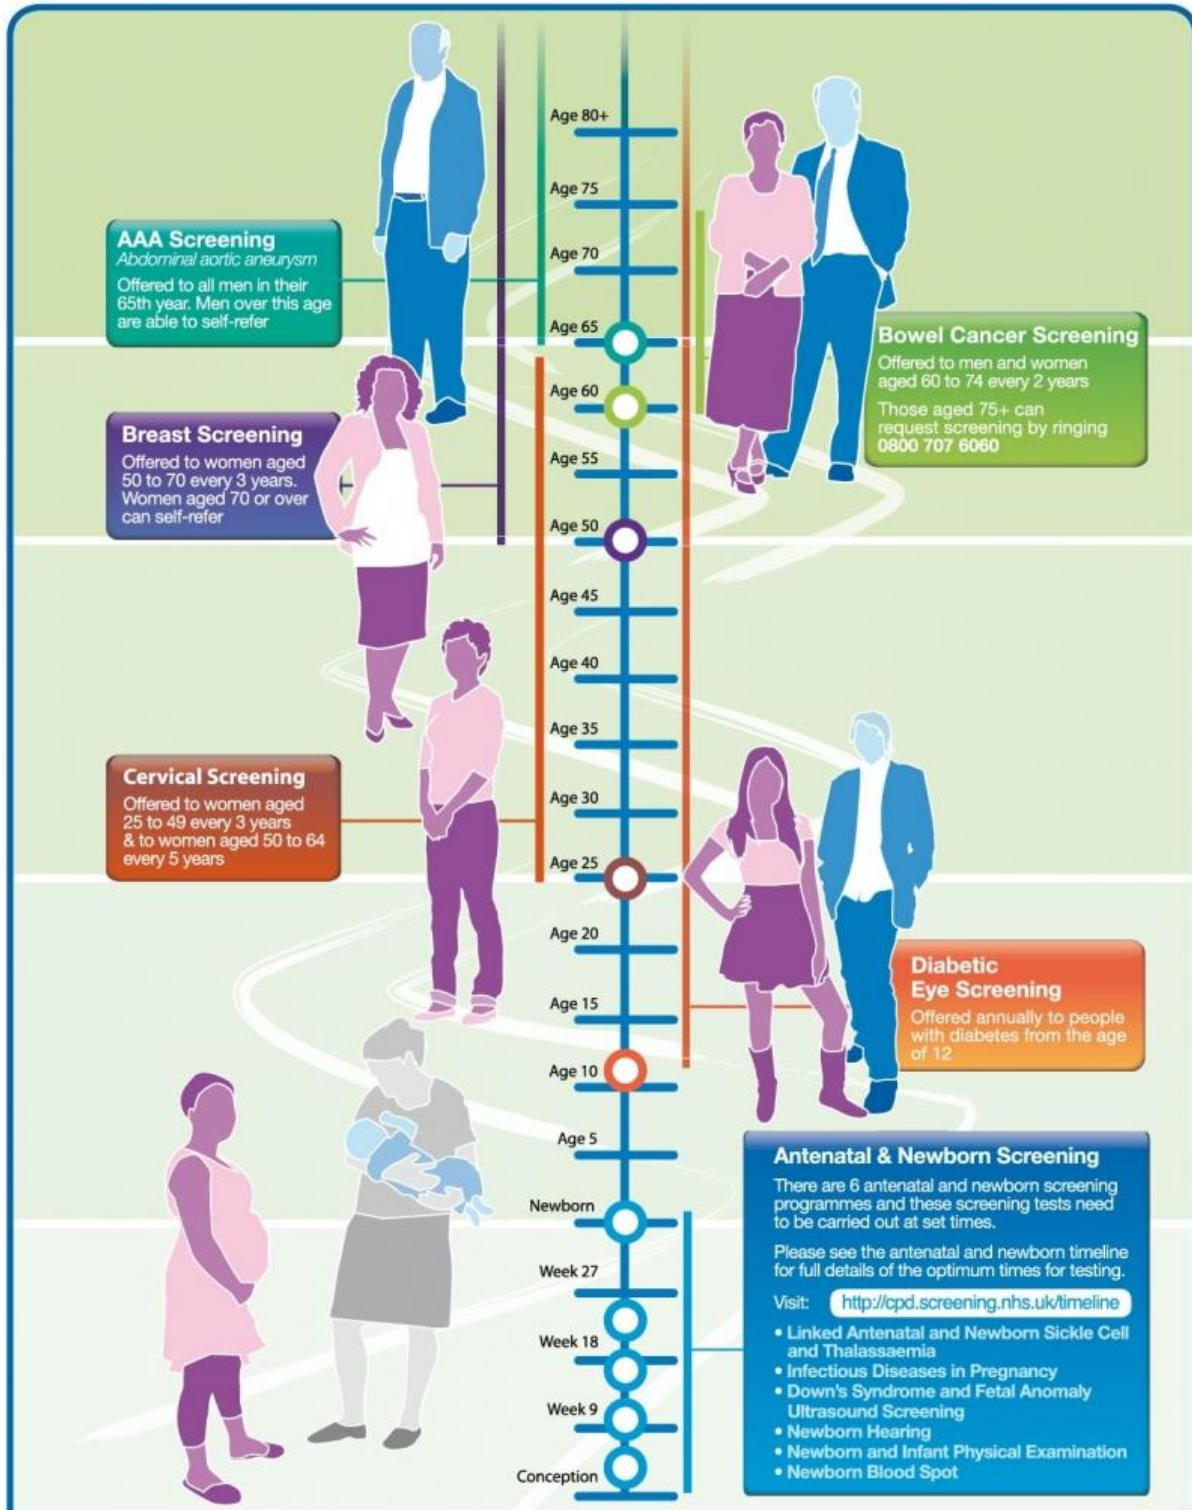 Age 80+
Age 75
Age 70
Age 65
Age 60
Age 55
Age 50
Age 45
Age 40
Age 35
Age 30
Age 25
Age 20
Age 15
Age 10
Age 5
Newborn
Week 27
Week 18
Week 9
Conception
AAA Screening
Abdominal aortic aneurysm
Offered to all men in their
65th year. Men over this age
are able to self-refer
Bowel Cancer Screening
Offered to men and women
aged 60 to 74 every 2 years
Those aged 75+ can
request screening by ringing
0800 707 6060
Breast Screening
Offered to women aged
50 to 70 every 3 years.
Women aged 70 or over
can self-refer
Cervical Screening
Offered to women aged
25 to 49 every 3 years
& to women aged 50 to 64
every 5 years
Diabetic
Eye Screening
Offered annually to people
with diabetes from the age
of 12
Antenatal & Newborn Screening
There are 6 antenatal and newborn screening
programmes and these screening tests need
to be carried out at set times.
Please see the antenatal and newborn timeline
for full details of the optimum times for testing.
Visit: http://cpd.screening.nhs.uk/timeline
• Linked Antenatal and Newborn Sickle Cell
and Thalassaemia
• Infectious Diseases in Pregnancy
• Down's Syndrome and Fetal Anomaly
Ultrasound Screening
• Newborn Hearing
• Newborn and Infant Physical Examination
• Newborn Blood Spot